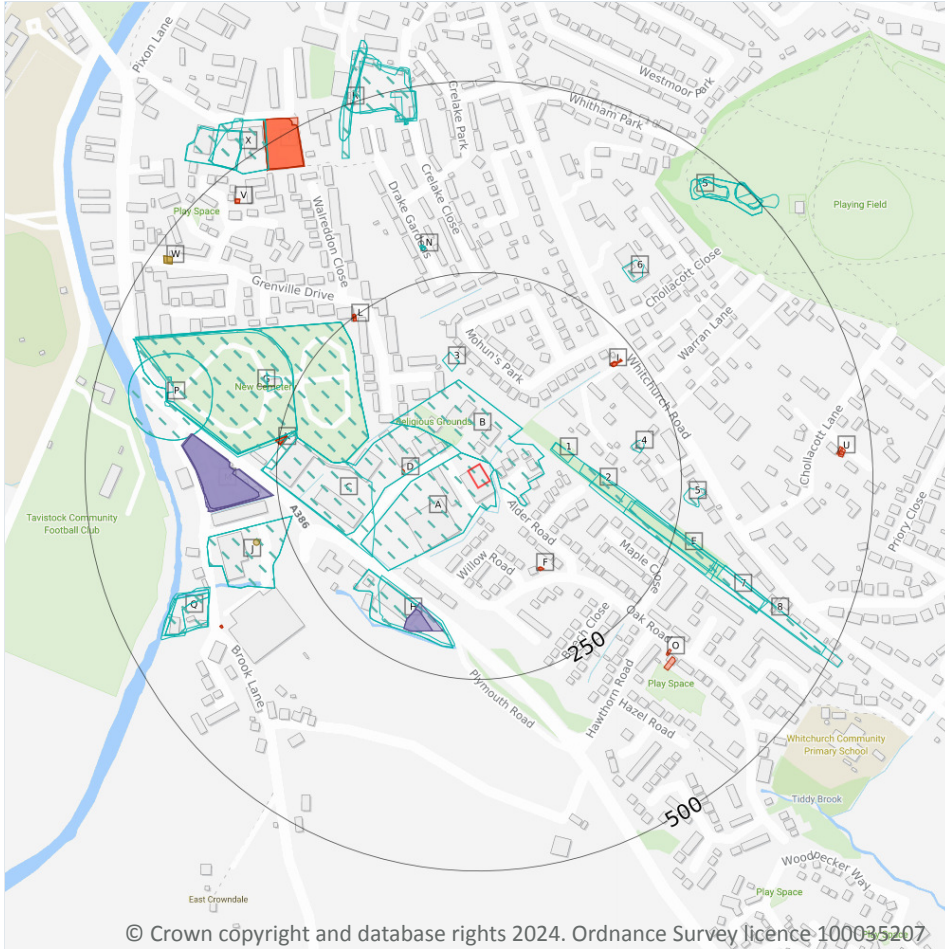 Pixon Lane
Westmoor Park
Whitham Park
Crelake Park
X
V
Play Space
Walreddon Close
Drake Gardens
Crelake Close
N
S
Playing Field
W
6
Chollacott Close
Grenville Drive
L
Warran Lane
3
Mohun's Park
I
Whitchurch Road
P
G
New Cemetery
Religious Grounds
B
Chollacott Lane
1
4
U
D
2
C
5
A
Tavistock Community
Football Club
A386
Alder Road
Priory Close
J
Willow Road
F
Maple Close
E
7
Q
H
8
Beech Close
Oak Road
250
O
Brook Lane
Play Space
Plymouth Road
Hawthorn Road
Hazel Road
Whitchurch Community
Primary School
500
Tiddy Brook
Woodpecker Way
East Crowndale
Play Space
© Crown copyright and database rights 2024. Ordnance Survey licence 100035207